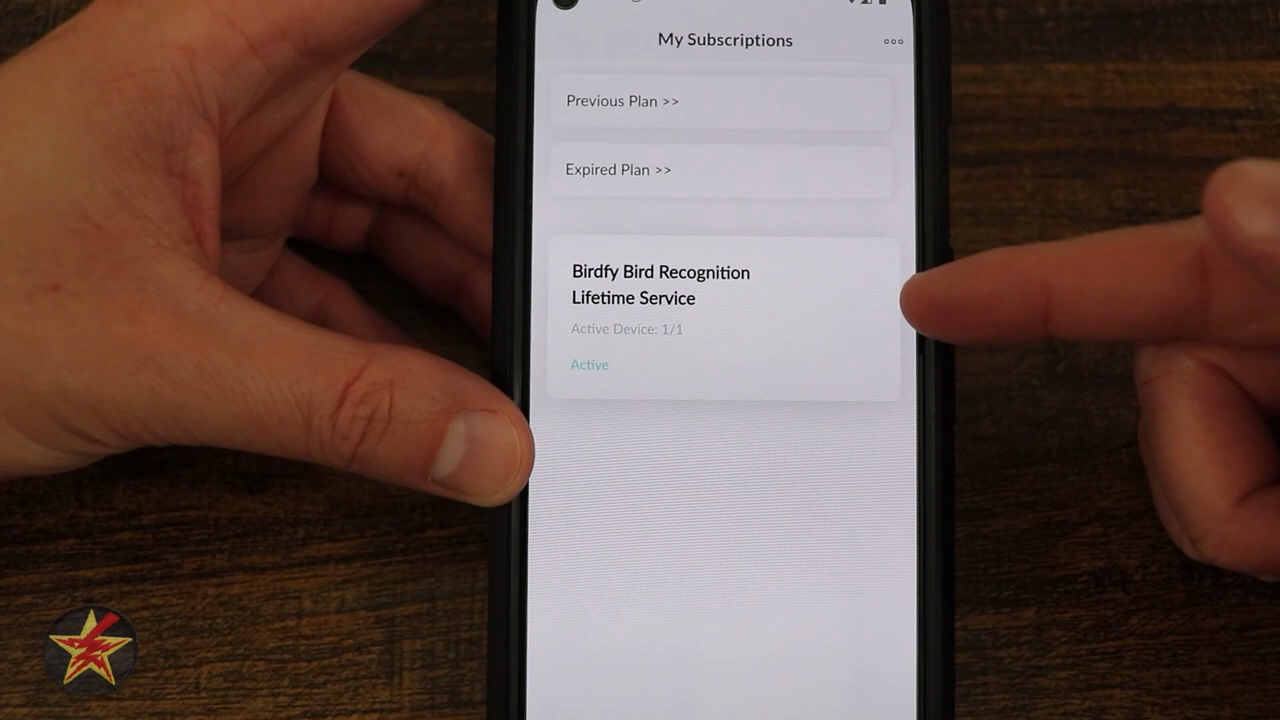 My Subscriptions
Previous Plan >>
Expired Plan >>
Birdfy Bird Recognition
Lifetime Service
Active Device: 1/1
Active